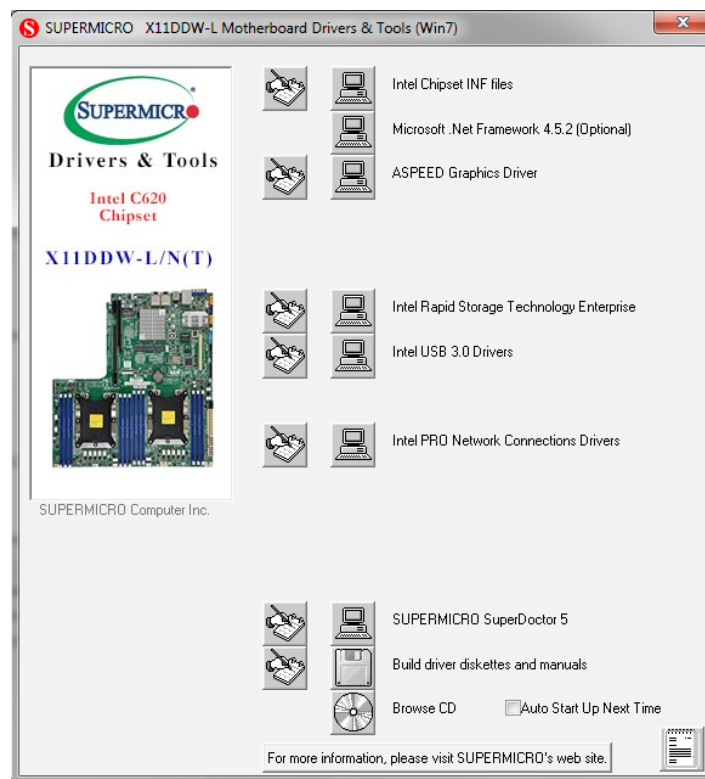 SUPERMICRO X11DDW-L Motherboard Drivers & Tools (Win7)
SUPERMICRO
Drivers & Tools
Intel C620
Chipset
X11DDW-L/N(T)
SUPERMICRO Computer Inc.
Intel Chipset INF files
Microsoft .Net Framework 4.5.2 (Optional)
ASPEED Graphics Driver
Intel Rapid Storage Technology Enterprise
Intel USB 3.0 Drivers
Intel PRO Network Connections Drivers
SUPERMICRO SuperDoctor 5
Build driver diskettes and manuals
Browse CD Auto Start Up Next Time
For more information, please visit SUPERMICRO's web site.